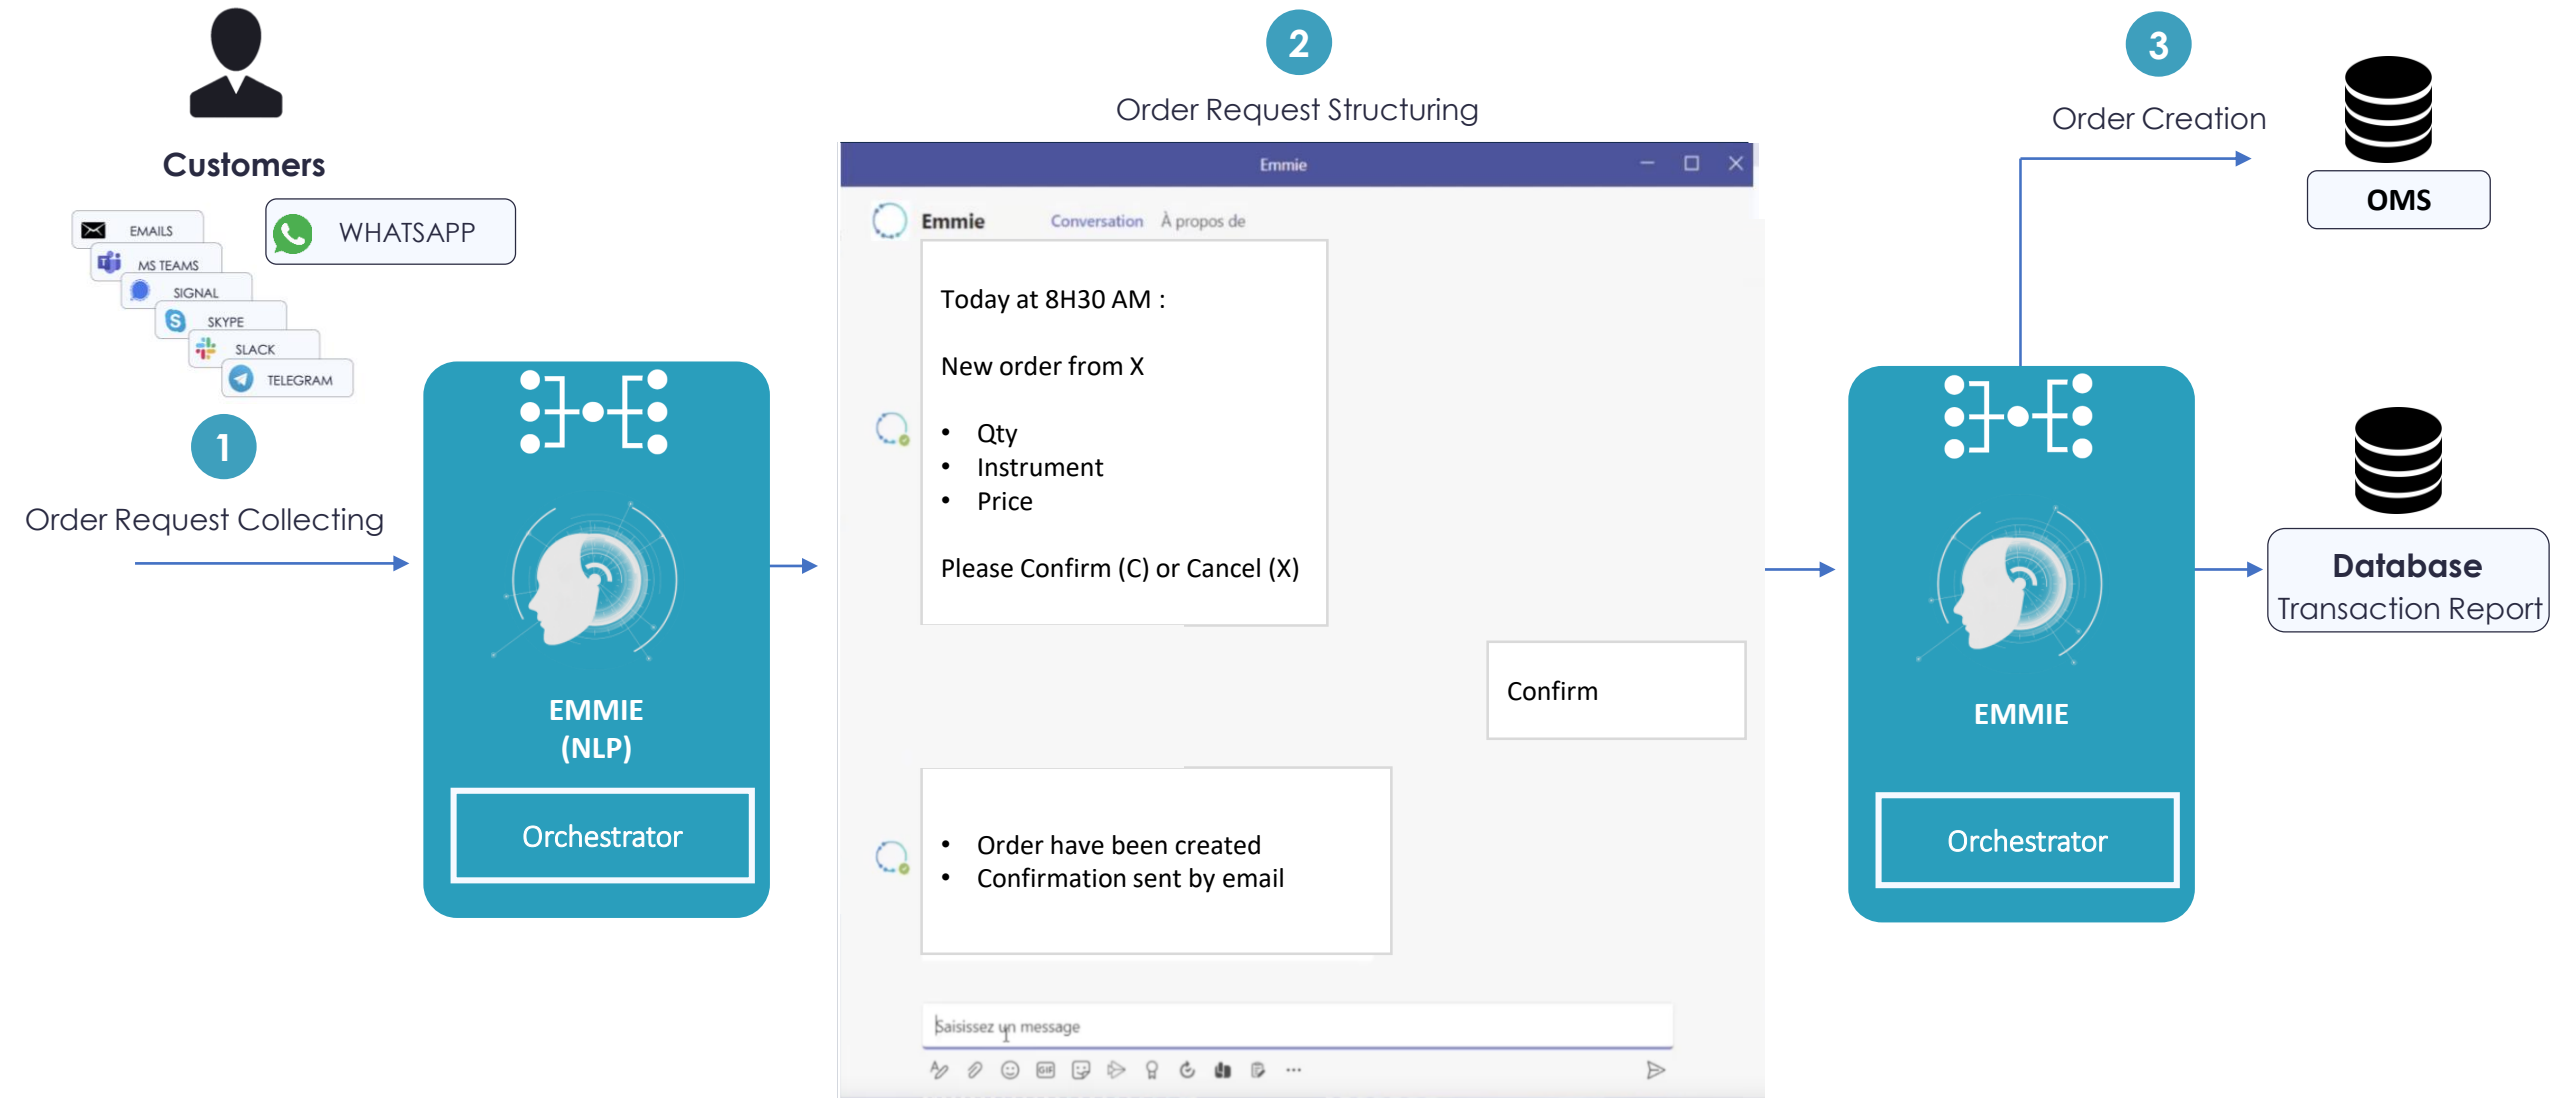 Customers
EMAILS
MS TEAMS
SIGNAL
SKYPE
SLACK
TELEGRAM
WHATSAPP
1
Order Request Collecting
EMMIE
(NLP)
Orchestrator
2
Order Request Structuring
Emmie
Emmie Conversation À propos de
Today at 8H30 AM :
New order from X
• Qty
• Instrument
• Price
Please Confirm (C) or Cancel (X)
Confirm
• Order have been created
• Confirmation sent by email
Saisissez un message
GIF
3
Order Creation
OMS
EMMIE
Orchestrator
Database
Transaction Report